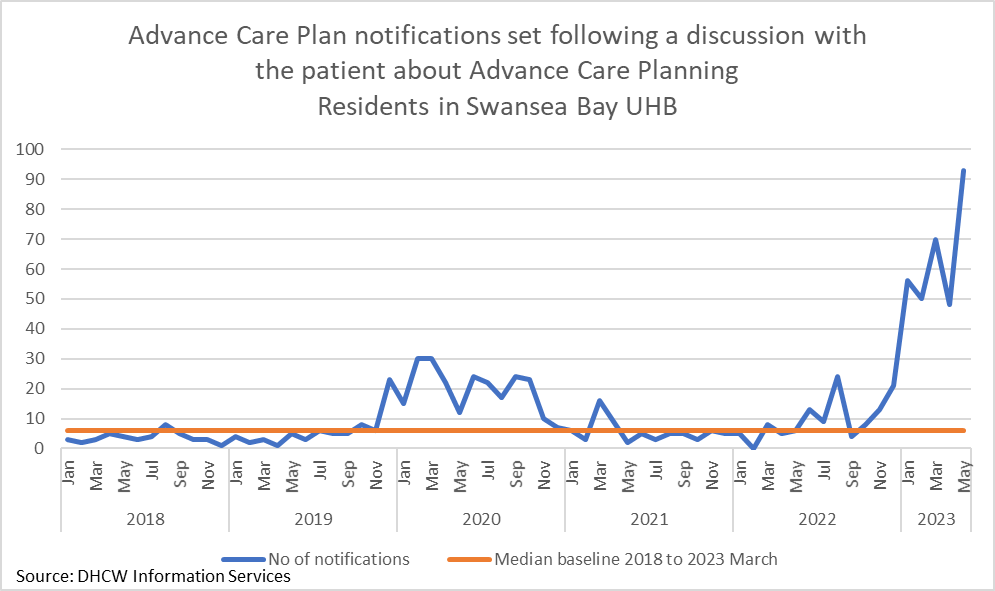 Advance Care Plan notifications set following a discussion with
the patient about Advance Care Planning
Residents in Swansea Bay UHB
100
90
80
70
60
50
40
30
20
10
0
Jan Mar May Jul Sep Nov Jan Mar May Jul Sep Nov Jan Mar May Jul Sep Nov Jan Mar May Jul Sep Nov Jan Mar May Jul Sep Nov Jan Mar May
2018 2019 2020 2021 2022 2023
No of notifications Median baseline 2018 to 2023 March
Source: DHCW Information Services